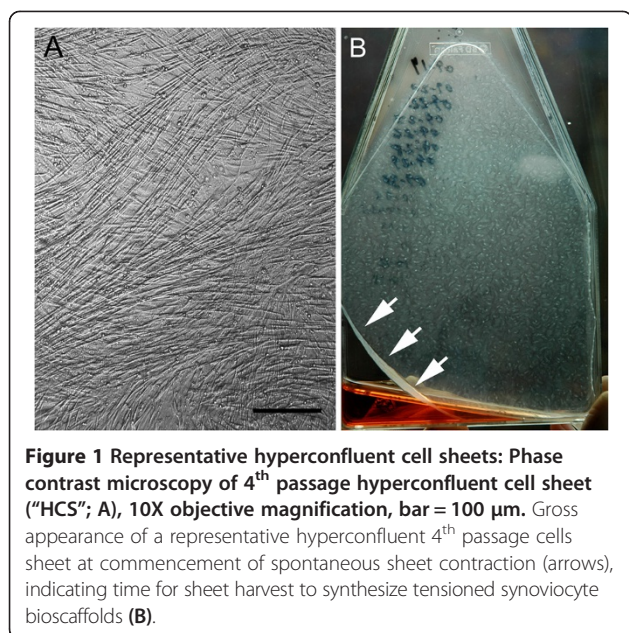 A
B
Figure 1 Representative hyperconfluent cell sheets: Phase
contrast microscopy of 4th passage hyperconfluent cell sheet
("HCS"; A), 10X objective magnification, bar = 100 μm. Gross
appearance of a representative hyperconfluent 4th passage cells
sheet at commencement of spontaneous sheet contraction (arrows),
indicating time for sheet harvest to synthesize tensioned synoviocyte
bioscaffolds (B).